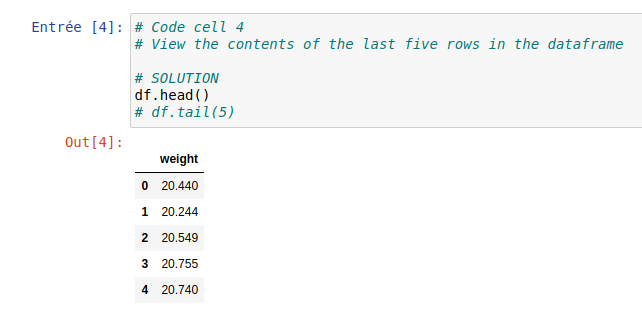 Entrée [4]: # Code cell 4
# View the contents of the last five rows in the dataframe
# SOLUTION
df.head()
# df.tail(5)
Out[4]:
weight
0 20.440
1 20.244
2 20.549
3 20.755
4 20.740